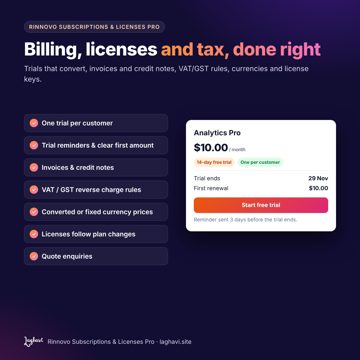 RINNOVO SUBSCRIPTIONS & LICENSES PRO
Billing, licenses and tax, done right
Trials that convert, invoices and credit notes, VAT/GST rules, currencies and license
keys.
One trial per customer
Trial reminders & clear first amount
Invoices & credit notes
VAT / GST reverse charge rules
Converted or fixed currency prices
Licenses follow plan changes
Quote enquiries
Analytics Pro
$10.00 / month
14-day free trial One per customer
Trial ends 29 Nov
First renewal $10.00
Start free trial
Reminder sent 3 days before the trial ends.
laghavi
Rinnovo Subscriptions & Licenses Pro · laghavi.site